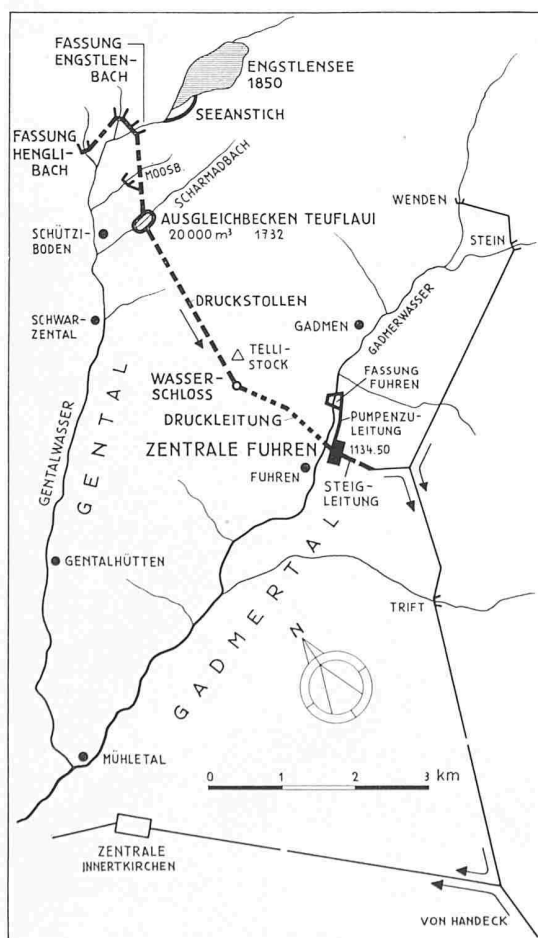 FASSUNG
ENGSTLEN-
BACH
ENGSTLENSEE
1850
SEEANSTICH
FASSUNG
HENGLI-
BACH
MOOSB.
SCHARMADBACH
AUSGLEICHBECKEN TEUFLAUI
20000 m³ 1732
SCHÜTZI-
BODEN
WENDEN
STEIN
DRUCKSTOLLEN
SCHWAR-
ZENTAL
GADMEN
GADMERWASSER
TELLI-
STOCK
FASSUNG
FUHREN
WASSER-
SCHLOSS
PUMPENZU-
LEITUNG
DRUCKLEITUNG
ZENTRALE FUHREN
1134.50
FUHREN
STEIG-
LEITUNG
GENTALWASSER
GENTAL
GENTALHÜTTEN
TRIFT
GADMERTAL
N
MÜHLETAL
0 1 2 3 km
ZENTRALE
INNERTKIRCHEN
VON HANDECK